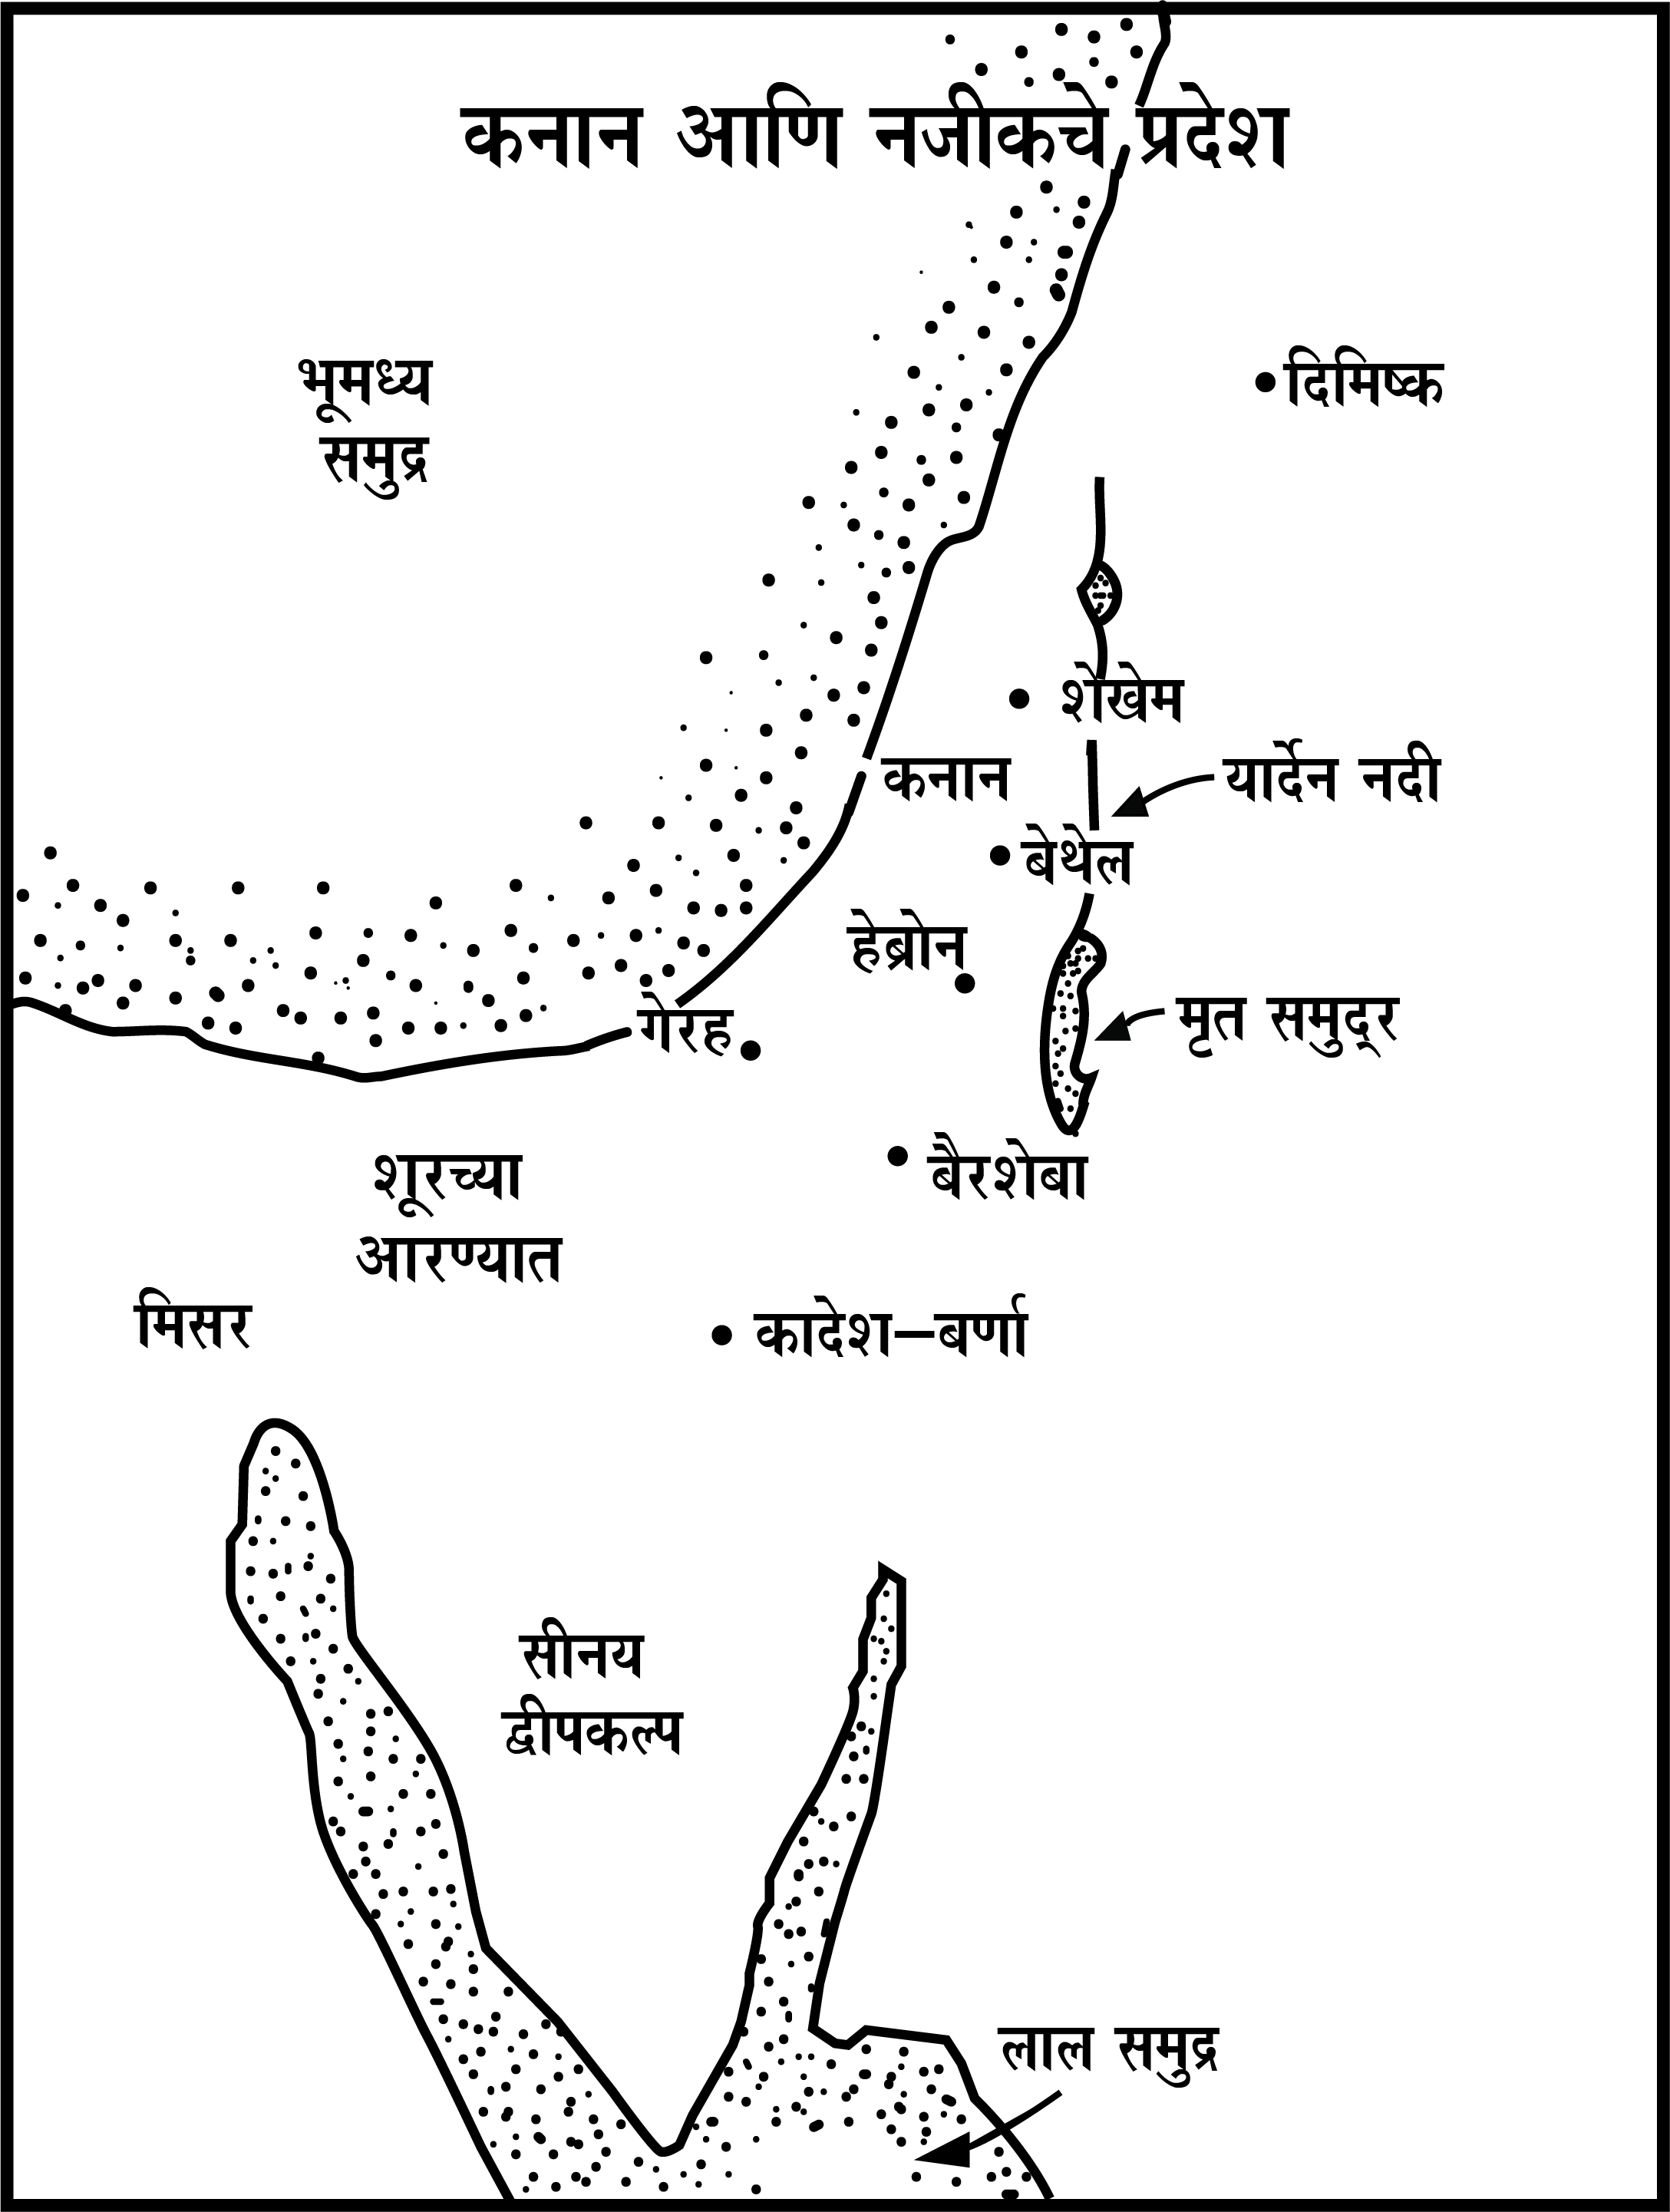 कनान आणि नजीकचे प्रदेश
भूमध्य
समुद्र
दिमिष्क
शेखेम
कनान
यार्देन नदी
बेथेल
हेब्रोन
गेरह
मृत समुद्र
बैरशेबा
शूरच्या
आरण्यात
मिसर
कादेश–बर्णा
सीनय
द्वीपकल्प
लाल समुद्र